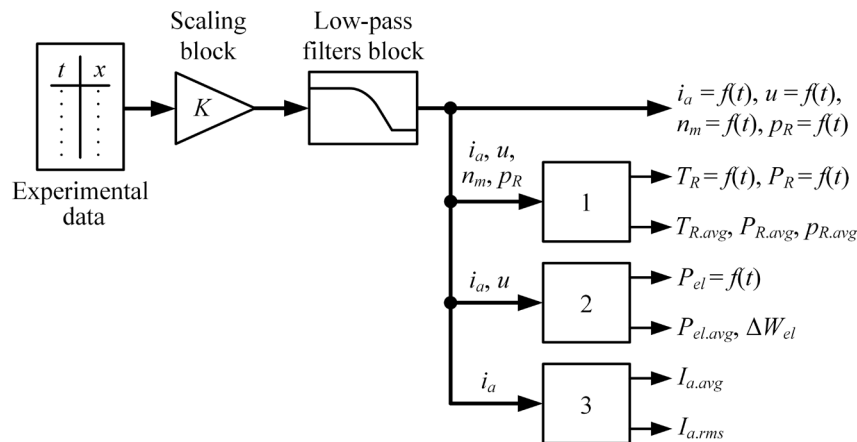 Scaling
block
Low-pass
filters block
t x
K
Experimental
data
i_a = f(t), u = f(t),
n_m = f(t), p_R = f(t)
i_a, u,
n_m, p_R
1
T_R = f(t), P_R = f(t)
T_R.avg, P_R.avg, p_R.avg
i_a, u
2
P_el = f(t)
P_el.avg, ΔW_el
i_a
3
I_a.avg
I_a.rms